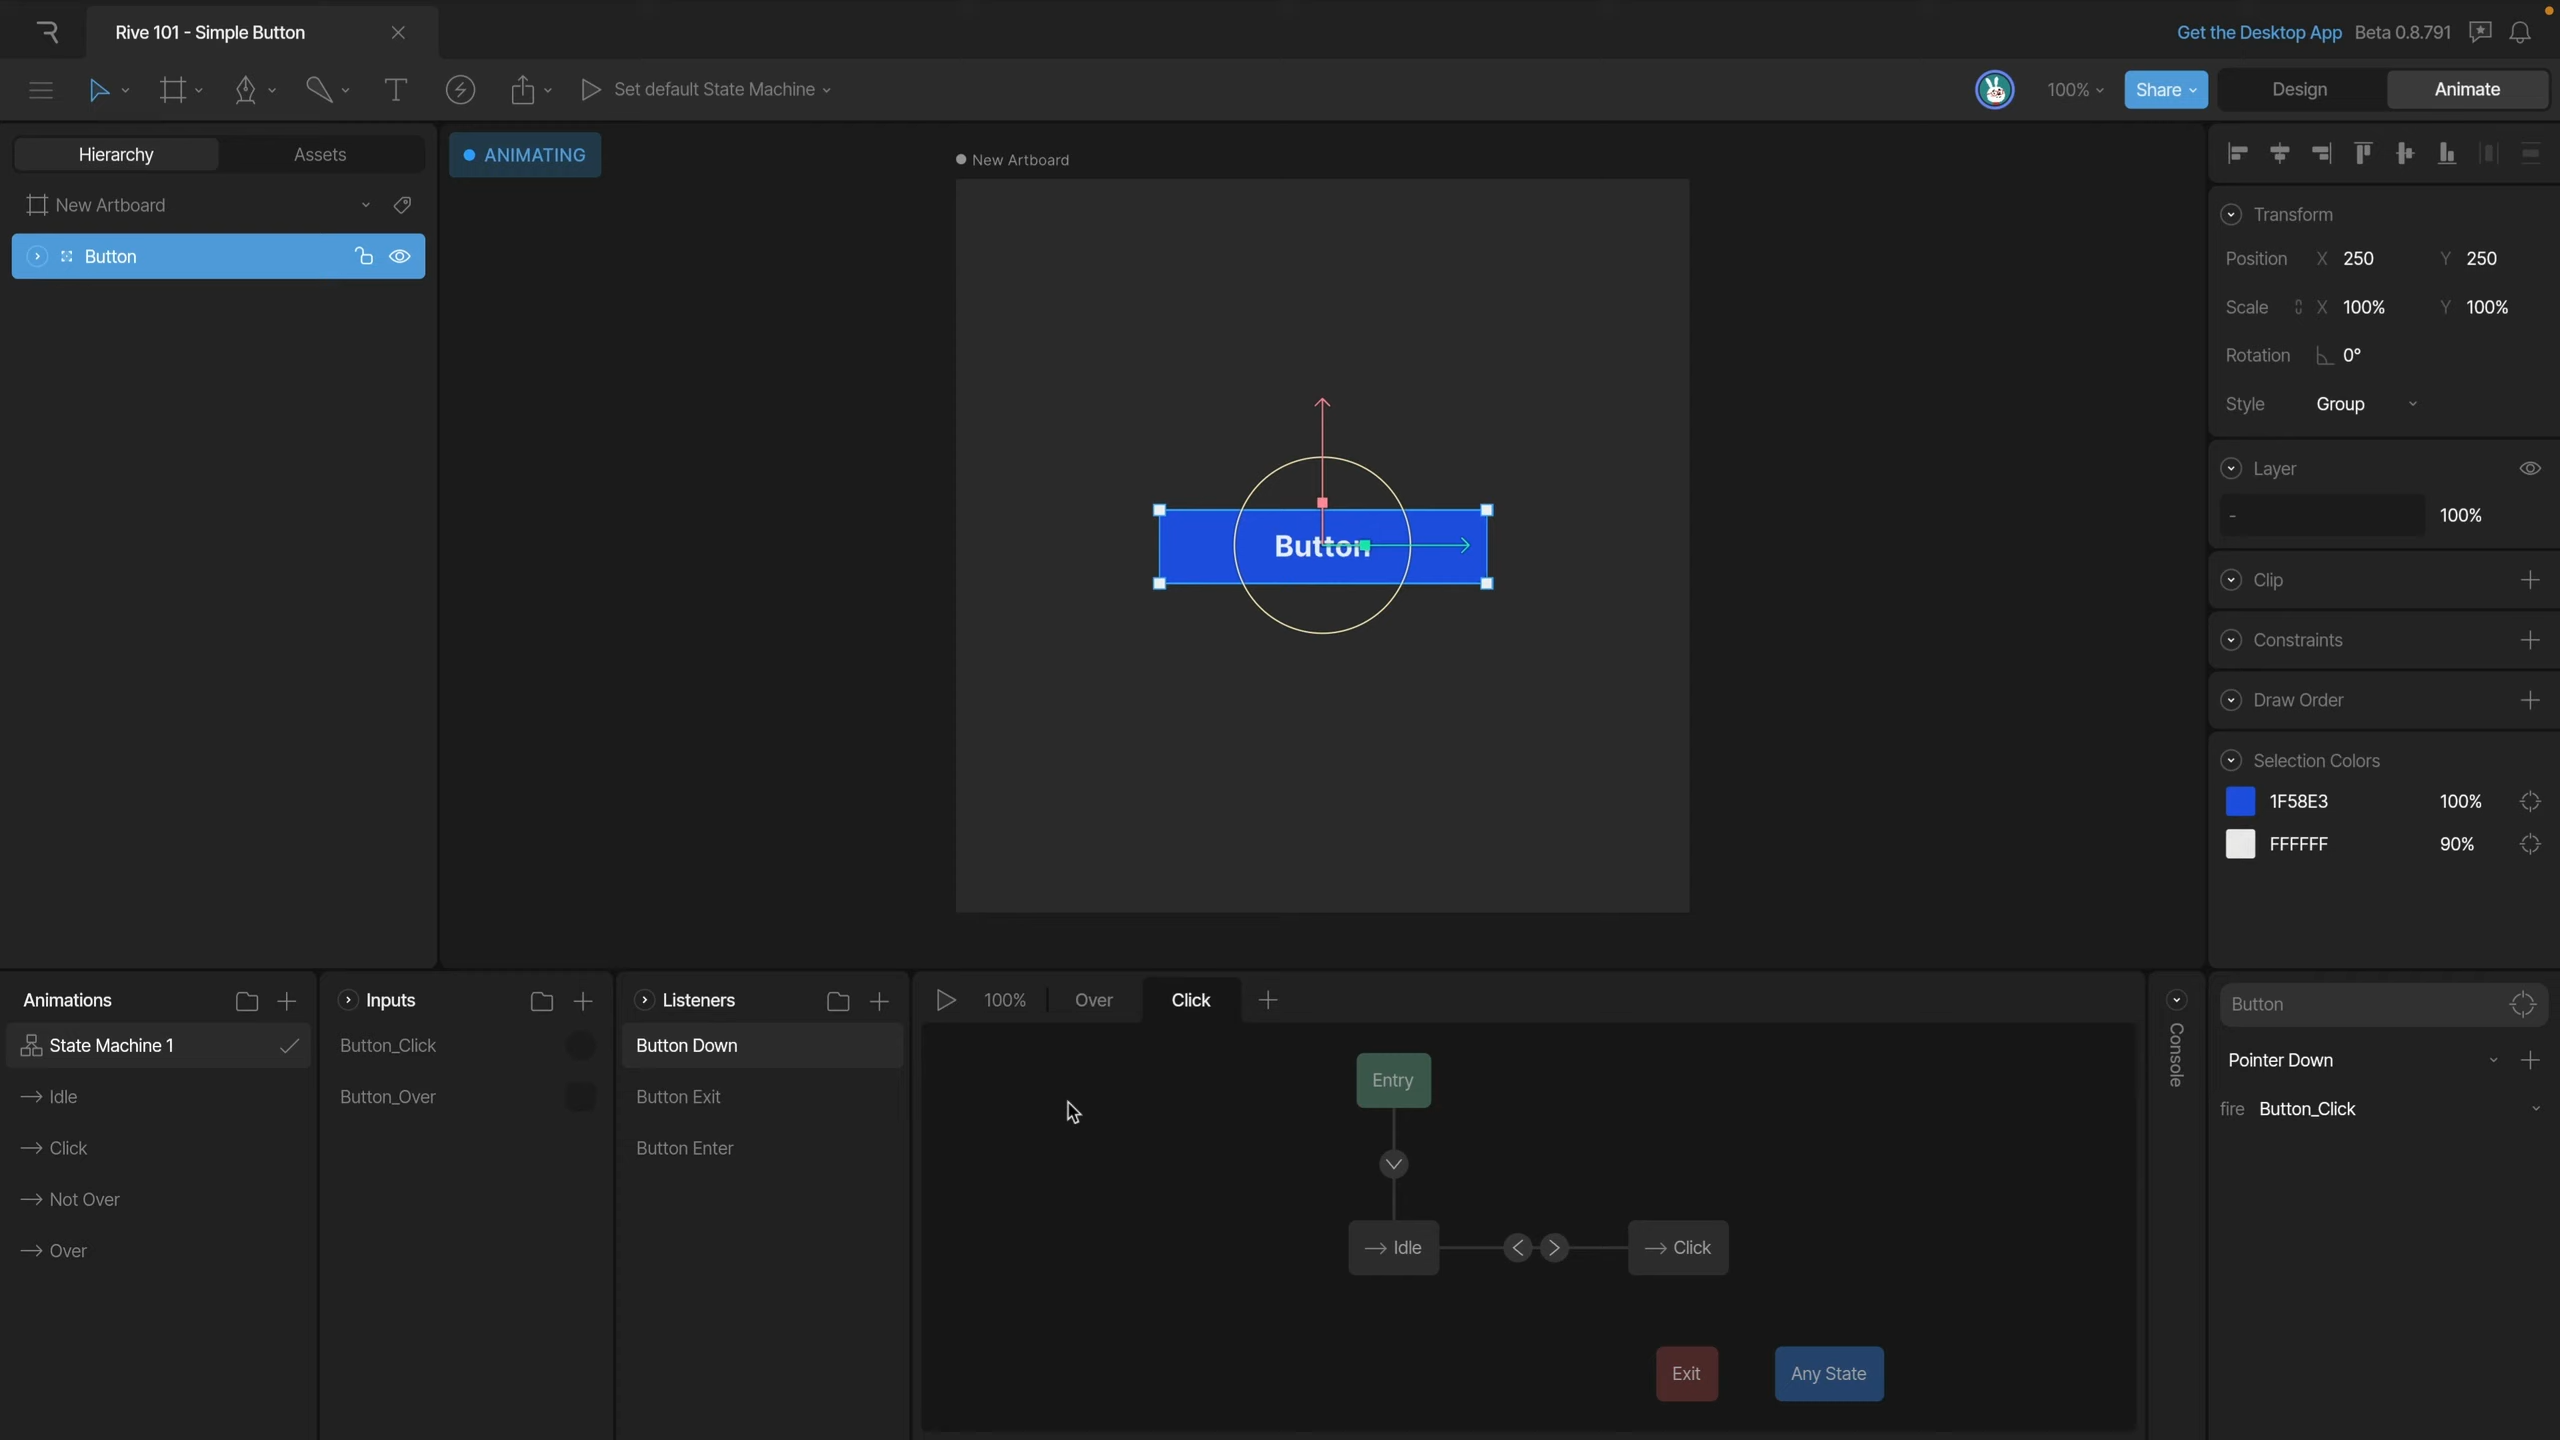 Rive 101 - Simple Button
Get the Desktop App Beta 0.8.791
Set default State Machine
100% Share Design Animate
Hierarchy Assets
New Artboard
Button
ANIMATING
New Artboard
Button
Transform
Position X 250 Y 250
Scale X 100% Y 100%
Rotation 0°
Style Group
Layer
- 100%
Clip
Constraints
Draw Order
Selection Colors
1F58E3 100%
FFFFFF 90%
Animations
State Machine 1
Idle
Click
Not Over
Over
Inputs
Button_Click
Button_Over
Listeners
Button Down
Button Exit
Button Enter
100% Over Click
Entry
Idle Click
Exit Any State
Console
Button
Pointer Down
fire Button_Click